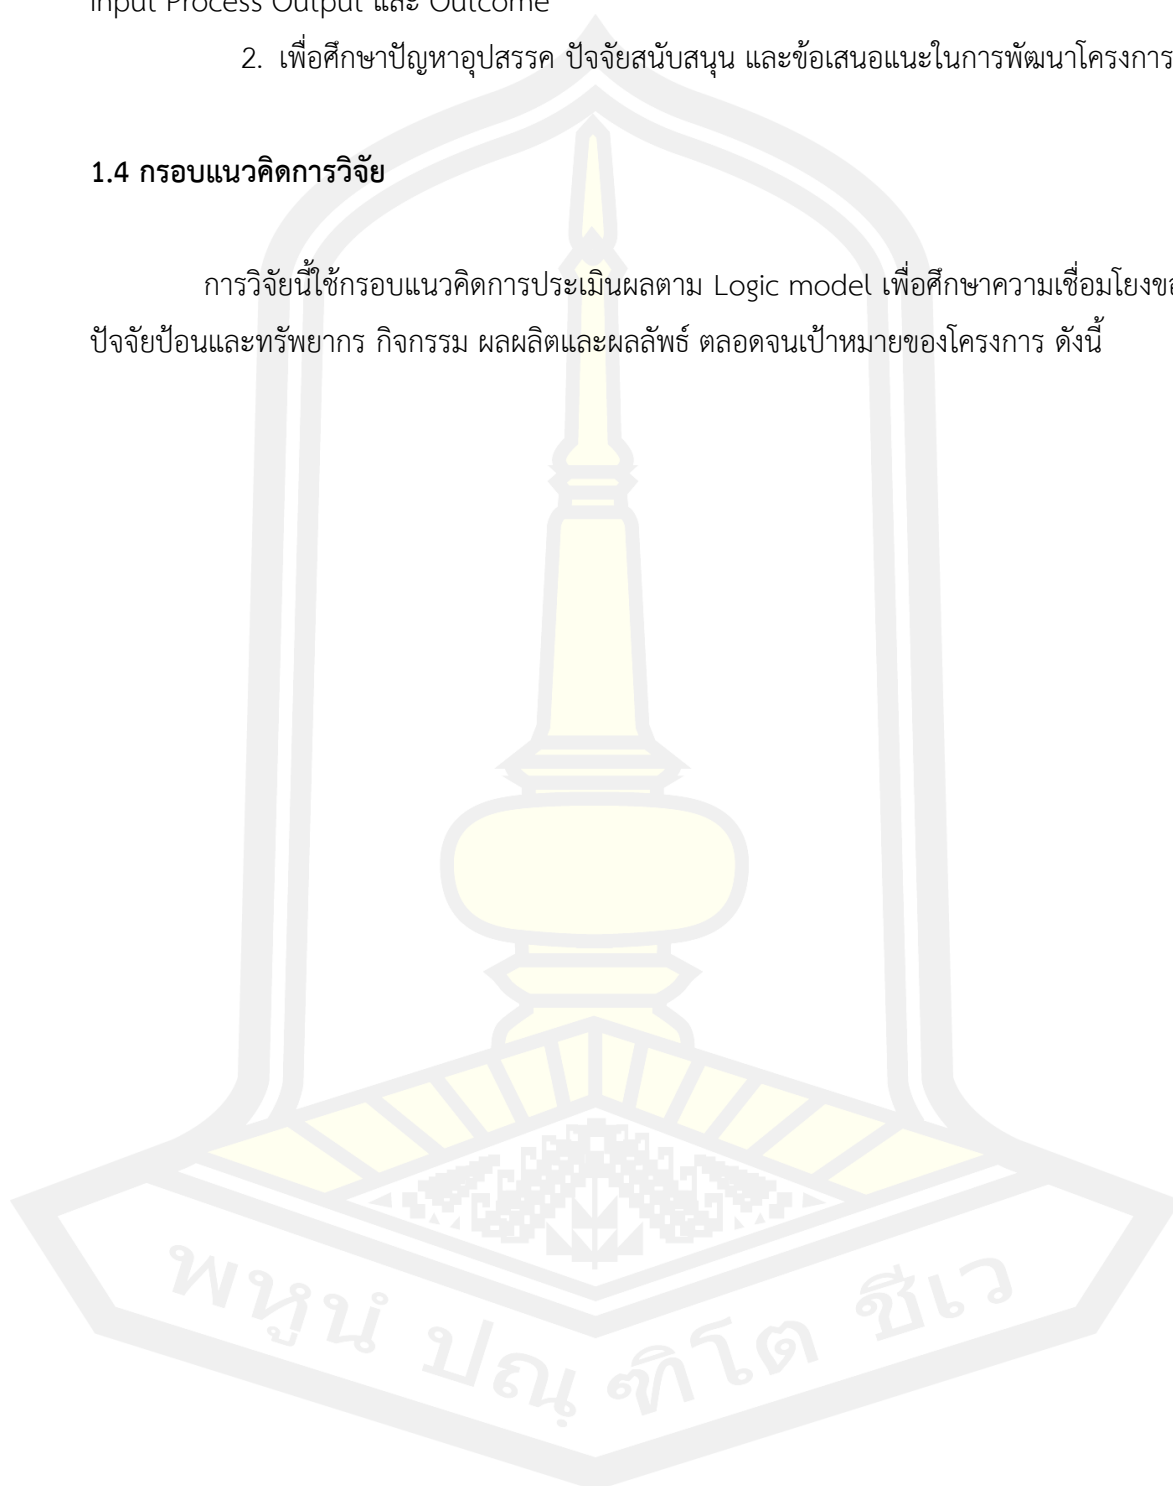 Input Process Output และ Outcome
2. เพื่อศึกษาปัญหาอุปสรรค ปัจจัยสนับสนุน และข้อเสนอแนะในการพัฒนาโครงการ
1.4 กรอบแนวคิดการวิจัย
การวิจัยนี้ใช้กรอบแนวคิดการประเมินผลตาม Logic model เพื่อศึกษาความเชื่อมโยง
ปัจจัยป้อนและทรัพยากร กิจกรรม ผลผลิตและผลลัพธ์ ตลอดจนเป้าหมายของโครงการ ดังนี้
พหูนํ ปณฺฑิโต ชีเว